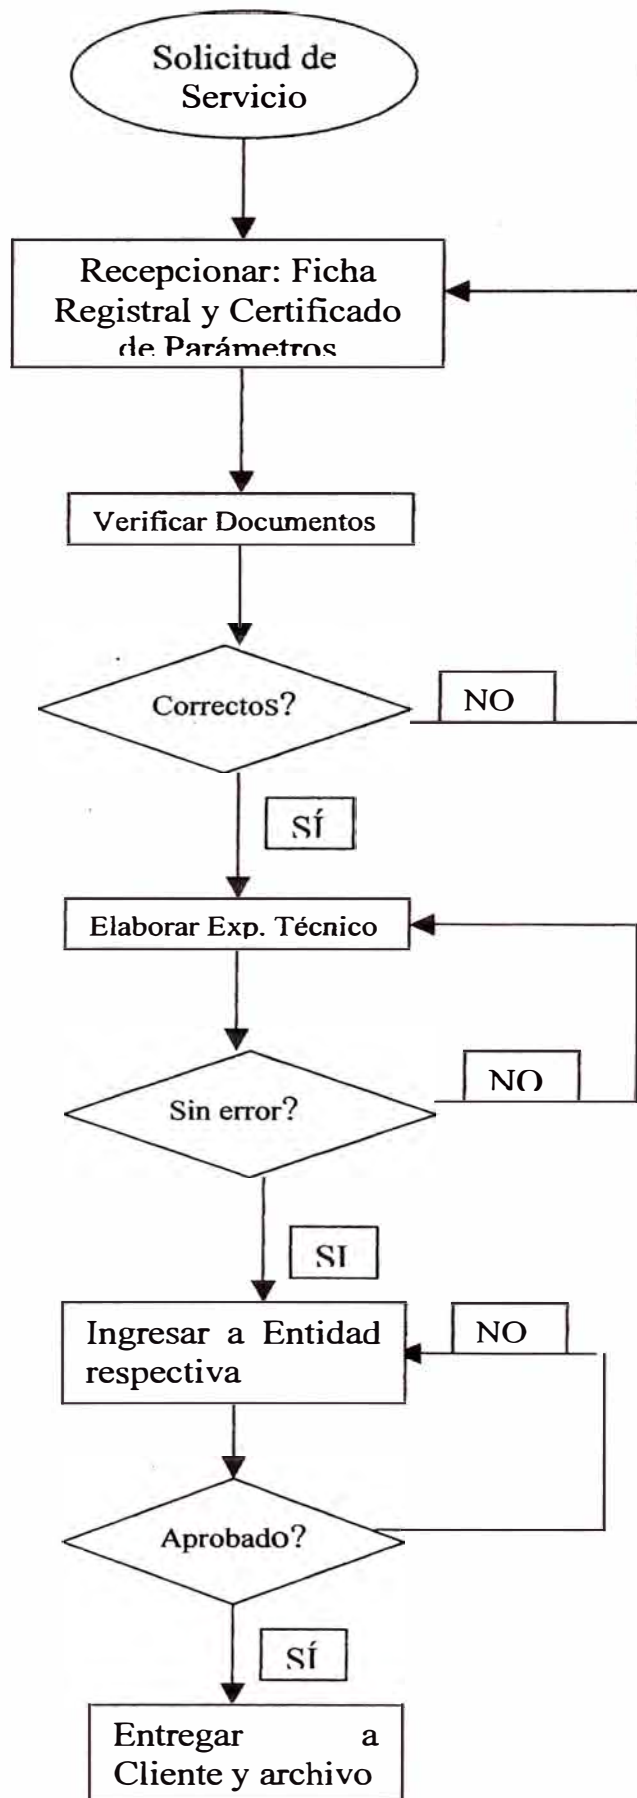 Solicitud de
Servicio
Recepcionar: Ficha
Registral y Certificado
de Parámetros
Verificar Documentos
Correctos?
NO
SÍ
Elaborar Exp. Técnico
Sin error?
NO
SI
Ingresar a Entidad
respectiva
NO
Aprobado?
SÍ
Entregar a
Cliente y archivo